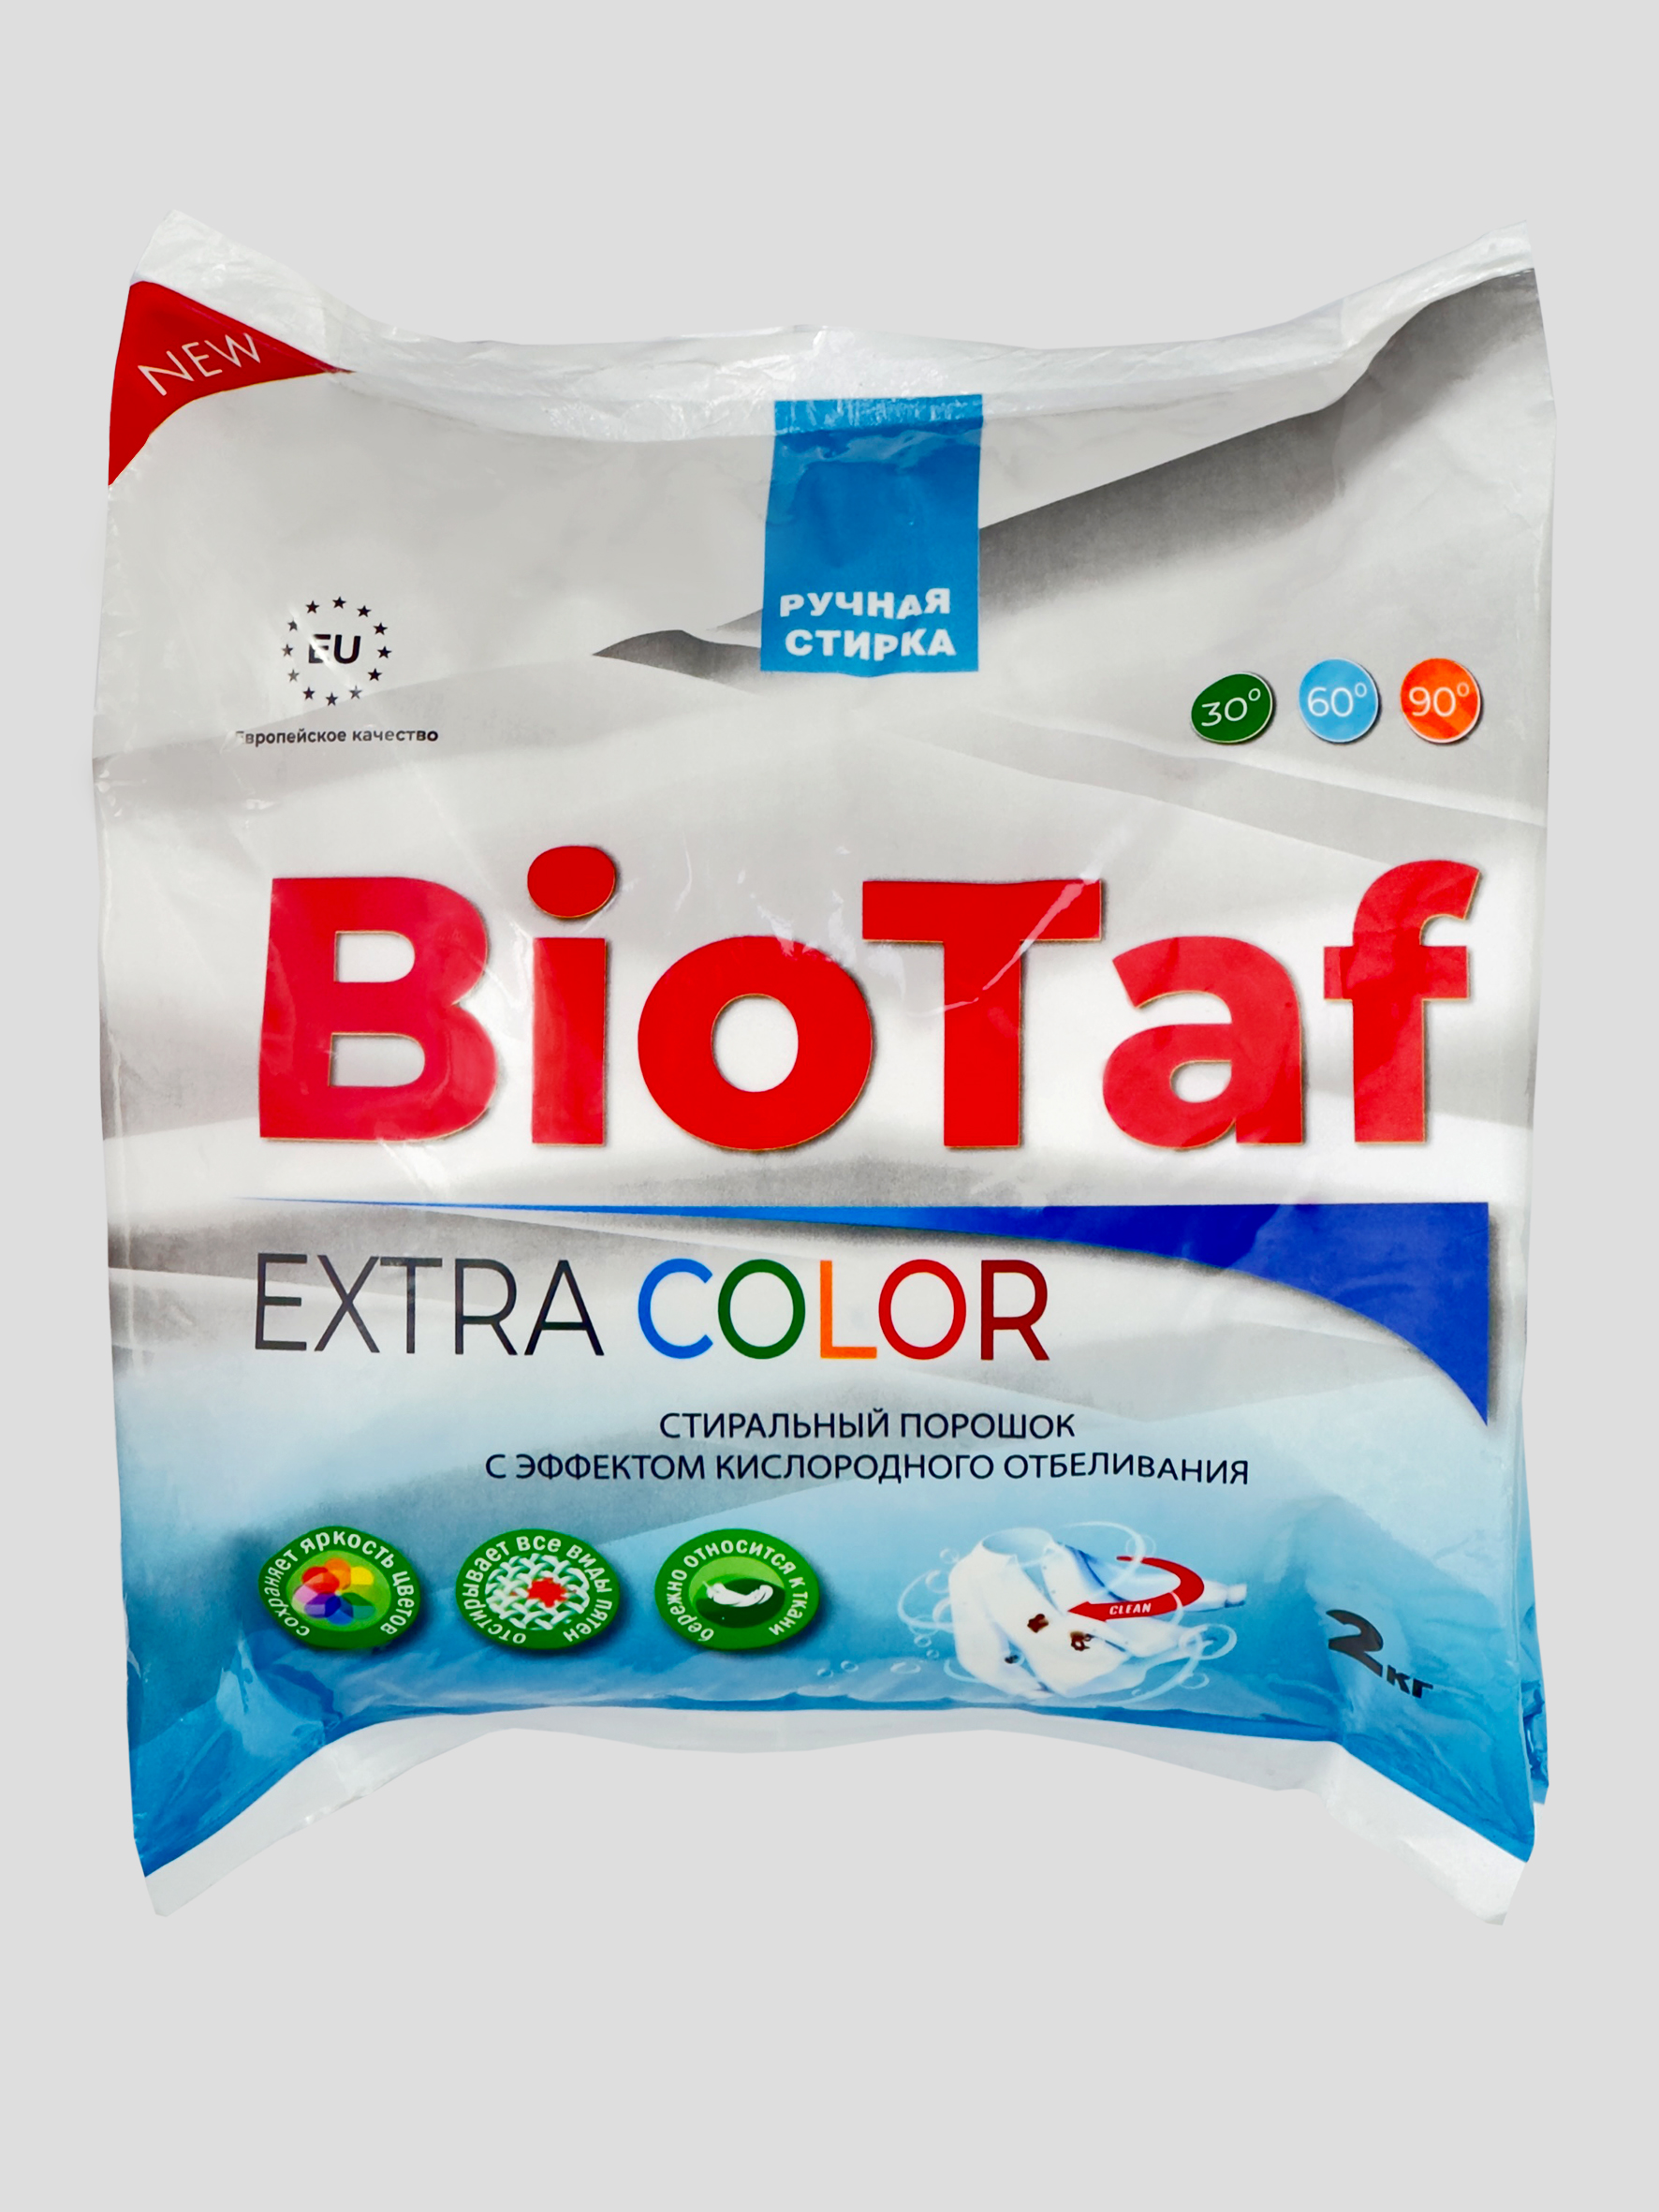 NEW
РУЧНАЯ
СТИРКА
EU
Европейское качество
30°
60°
90°
BioTaf
EXTRA COLOR
СТИРАЛЬНЫЙ ПОРОШОК
С ЭФФЕКТОМ КИСЛОРОДНОГО ОТБЕЛИВАНИЯ
сохраняет яркость цветов
отстирывает все виды пятен
бережно относится к ткани
CLEAN
2кг